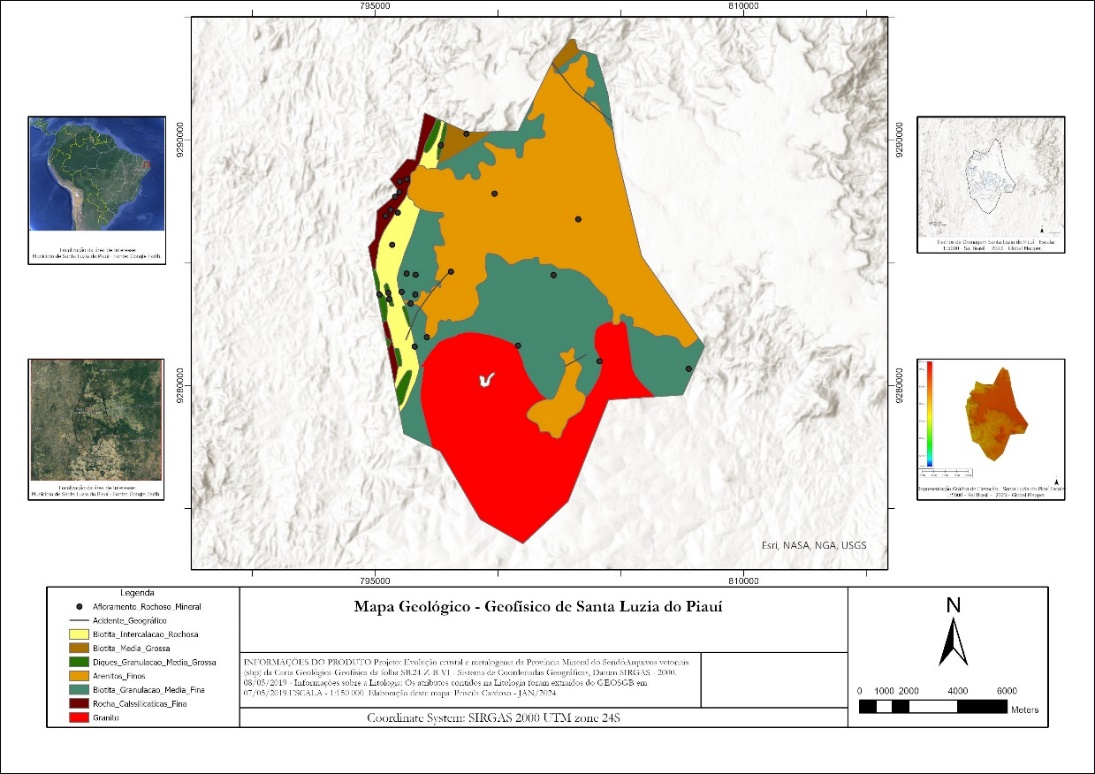 795000
810000
9290000
9290000
9280000
9280000
Localização da área de Interesse:
Município de Santa Luzia do Piauí - Fonte: Google Earth.
Trechos de Drenagem Santa Luzia do Piauí - Escala:
2023 - Global Mapper.
Localização da área de Interesse:
Município de Santa Luzia do Piauí - Fonte: Google Earth.
Representação Gráfica de Elevação - Santa Luzia do Piauí
2023 - Global Mapper.
Esri, NASA, NGA, USGS
795000
810000
Legenda
Afloramento_Rochoso_Mineral
Acidente_Geográfico
Biotita_Intercalacao_Rochosa
Biotita_Media_Grossa
Diques_Granulacao_Media_Grossa
Arenitos_Finos
Biotita_Granulacao_Media_Fina
Rocha_Calssilicaticas_Fina
Granito
Mapa Geológico - Geofísico de Santa Luzia do Piauí
INFORMAÇÕES DO PRODUTO Projeto: Evolução crustal e metalogenia da Província Mineral do SeridóArquivos vetoriais
(shp) da Carta Geológica-Geofísica da folha SB.24-Z-B-VI - Sistema de Coordenadas Geográficas, Datum SIRGAS - 2000.
08/05/2019 - Informações sobre a Litologia: Os atributos contidos na Litologia foram extraídos do GEOSGB em
07/05/2019 ESCALA - 1:150 000. Elaboração deste mapa: Cardoso - JAN/2024.
Coordinate System: SIRGAS 2000 UTM zone 24S
N
0 1000 2000 4000 6000
Meters